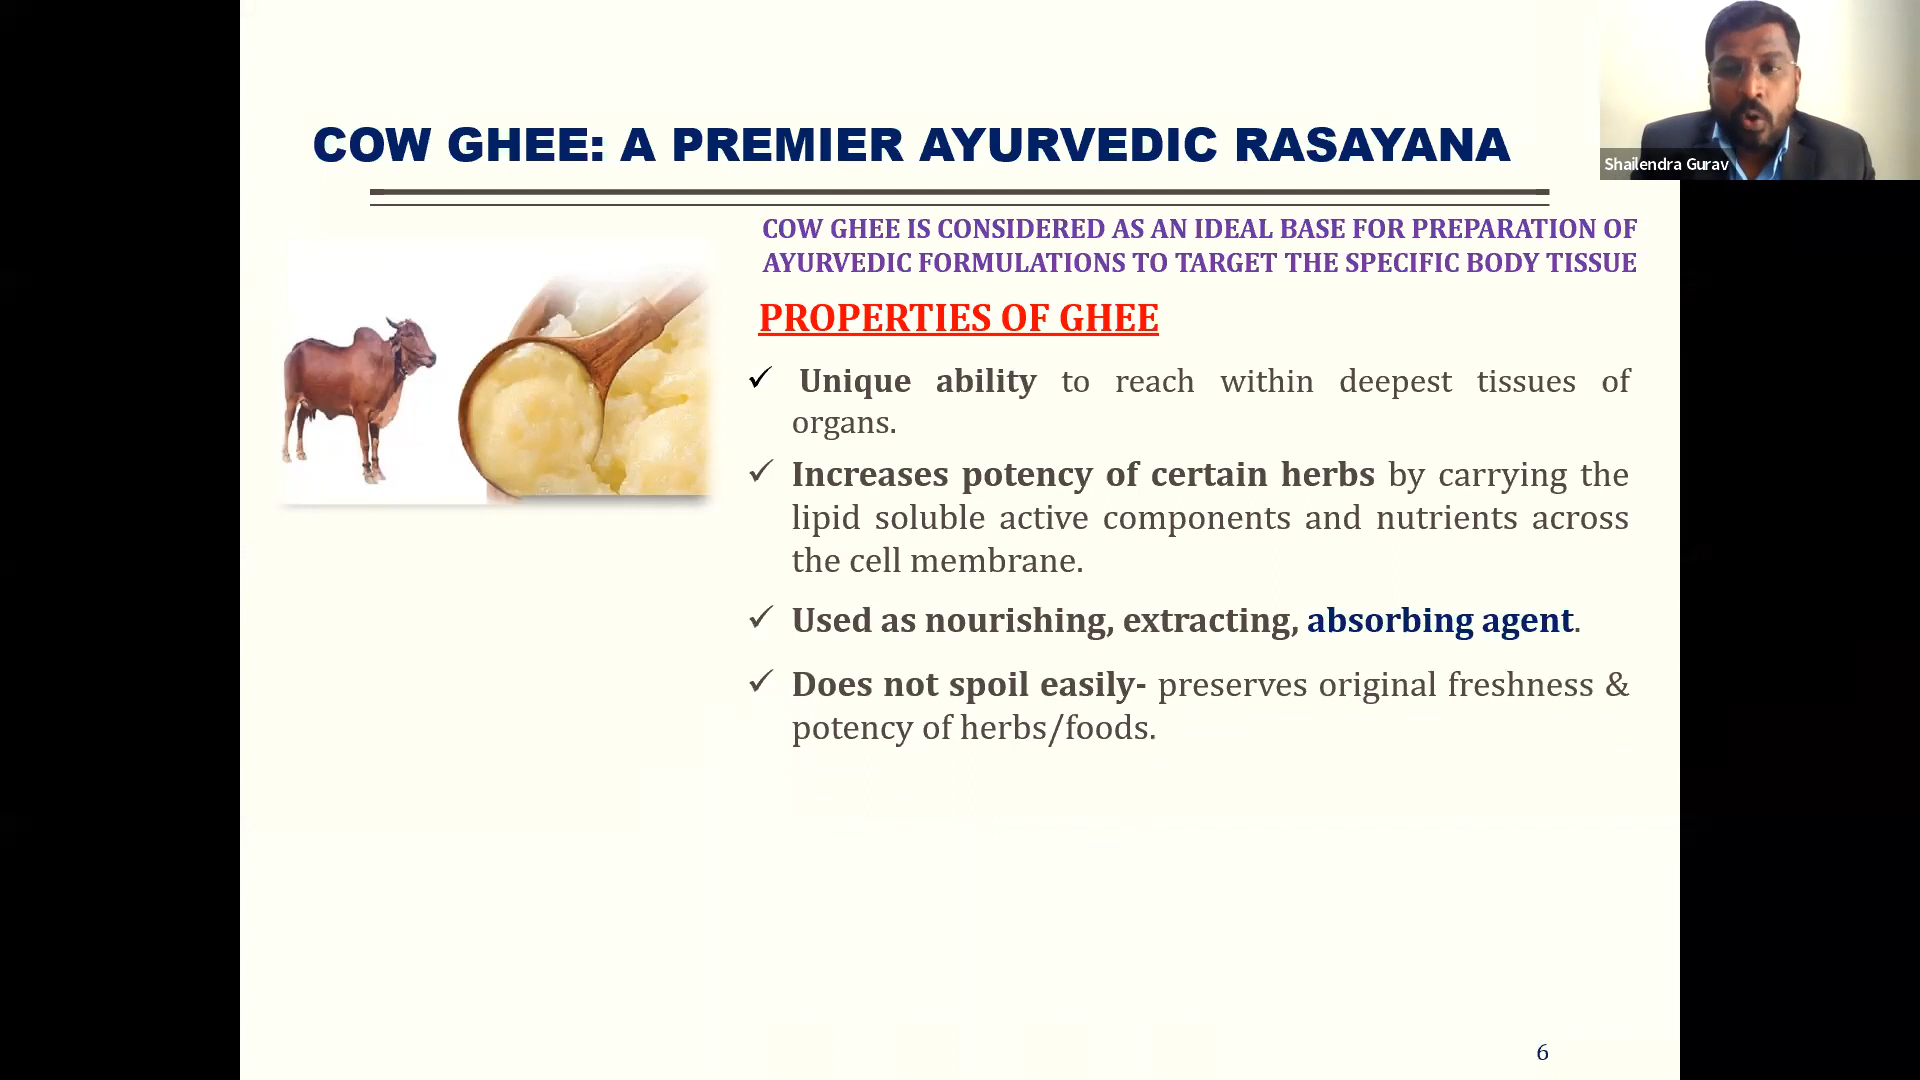 COW GHEE: A PREMIER AYURVEDIC RASAYANA
Shailendra Gurav
COW GHEE IS CONSIDERED AS AN IDEAL BASE FOR PREPARATION OF
AYURVEDIC FORMULATIONS TO TARGET THE SPECIFIC BODY TISSUE
PROPERTIES OF GHEE
✓ Unique ability to reach within deepest tissues of
organs.
✓ Increases potency of certain herbs by carrying the
lipid soluble active components and nutrients across
the cell membrane.
✓ Used as nourishing, extracting, absorbing agent.
✓ Does not spoil easily- preserves original freshness &
potency of herbs/foods.
6